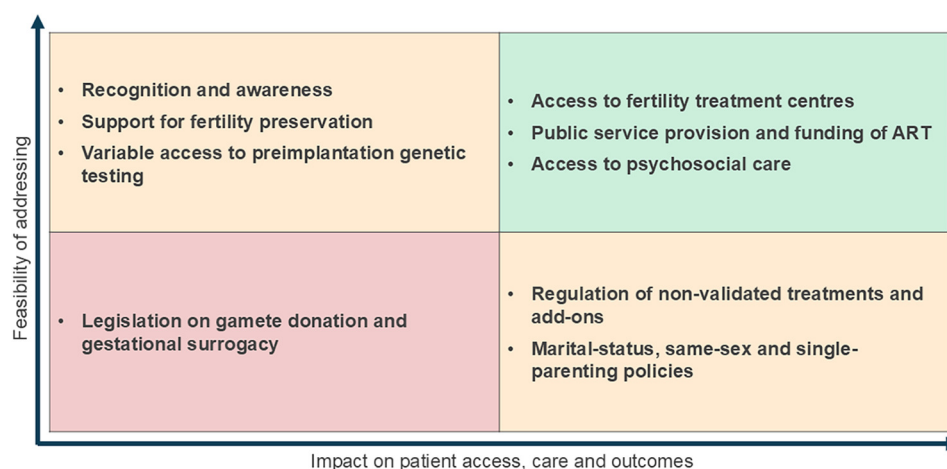 • Recognition and awareness
• Support for fertility preservation
• Variable access to preimplantation genetic
testing
• Access to fertility treatment centres
• Public service provision and funding of ART
• Access to psychosocial care
Feasibility of addressing
• Legislation on gamete donation and
gestational surrogacy
• Regulation of non-validated treatments and
add-ons
• Marital-status, same-sex and single-
parenting policies
Impact on patient access, care and outcomes